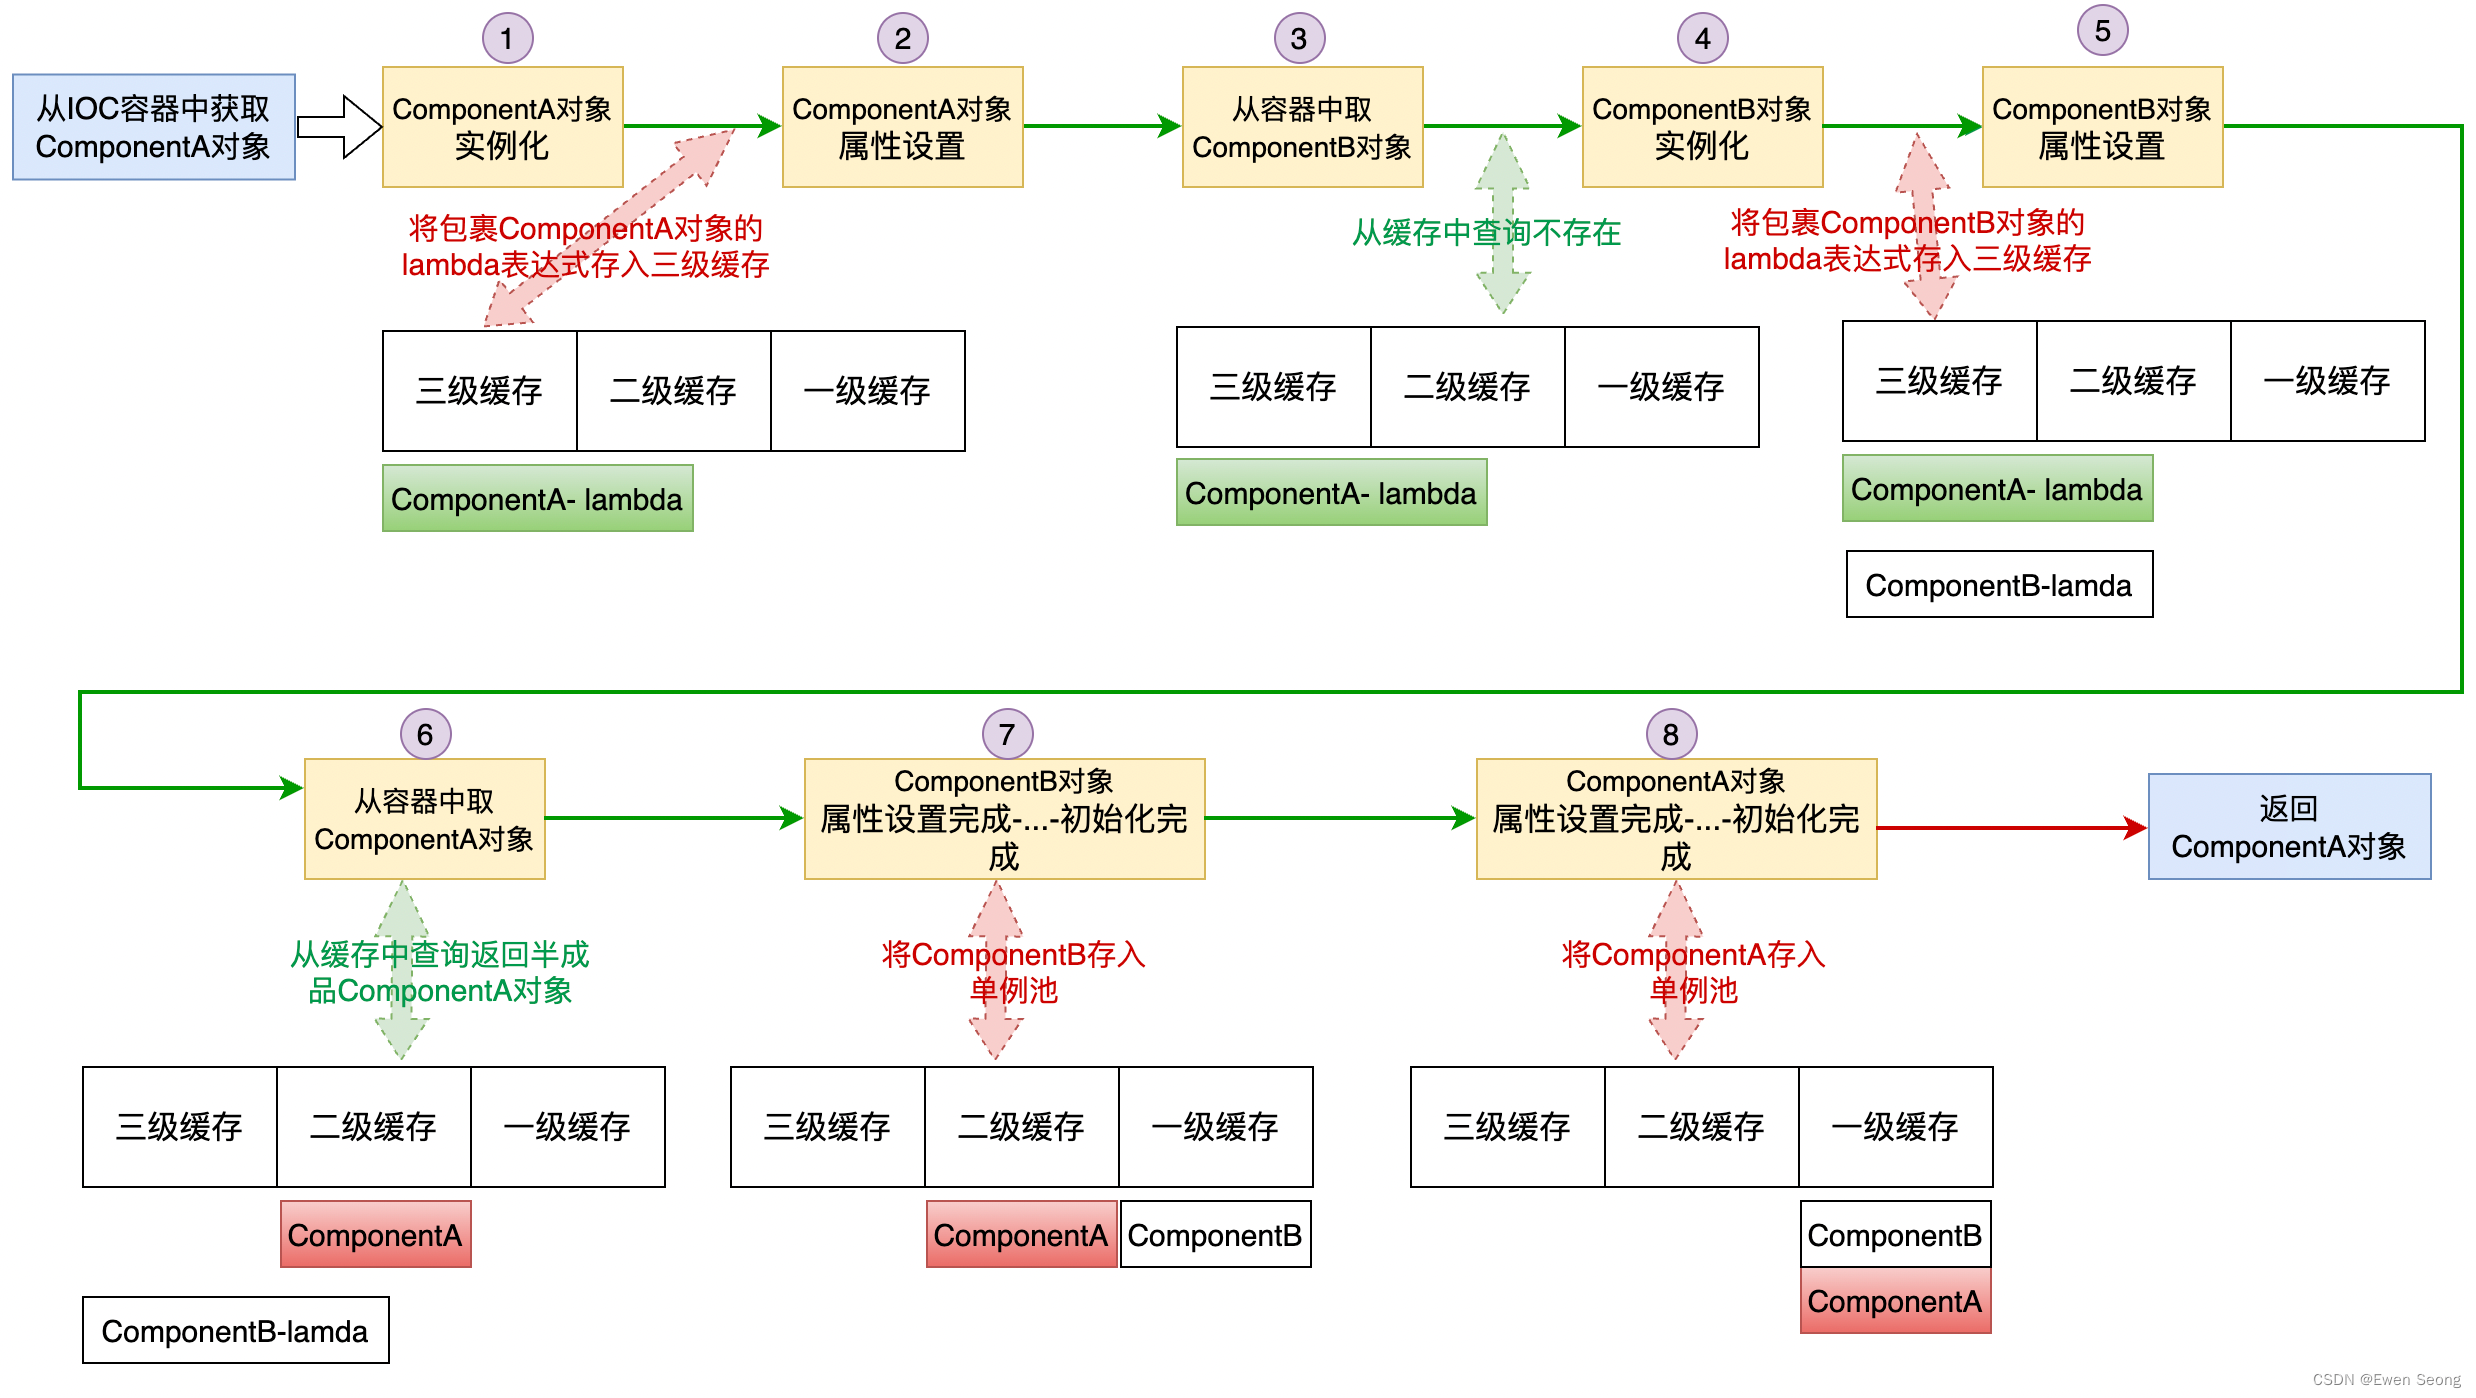 1
2
3
4
5
从IOC容器中获取
ComponentA对象
ComponentA对象
实例化
ComponentA对象
属性设置
从容器中取
ComponentB对象
ComponentB对象
实例化
ComponentB对象
属性设置
将包裹ComponentA对象的
lambda表达式存入三级缓存
从缓存中查询不存在
将包裹ComponentB对象的
lambda表达式存入三级缓存
三级缓存 二级缓存 一级缓存
ComponentA- lambda
三级缓存 二级缓存 一级缓存
ComponentA- lambda
三级缓存 二级缓存 一级缓存
ComponentA- lambda
ComponentB-lamda
6
7
8
从容器中取
ComponentA对象
ComponentB对象
属性设置完成-...-初始化完
成
ComponentA对象
属性设置完成-...-初始化完
成
返回
ComponentA对象
从缓存中查询返回半成
品ComponentA对象
将ComponentB存入
单例池
将ComponentA存入
单例池
三级缓存 二级缓存 一级缓存
ComponentA
ComponentB-lamda
三级缓存 二级缓存 一级缓存
ComponentA ComponentB
三级缓存 二级缓存 一级缓存
ComponentB
ComponentA
CSDN @Ewen Seong